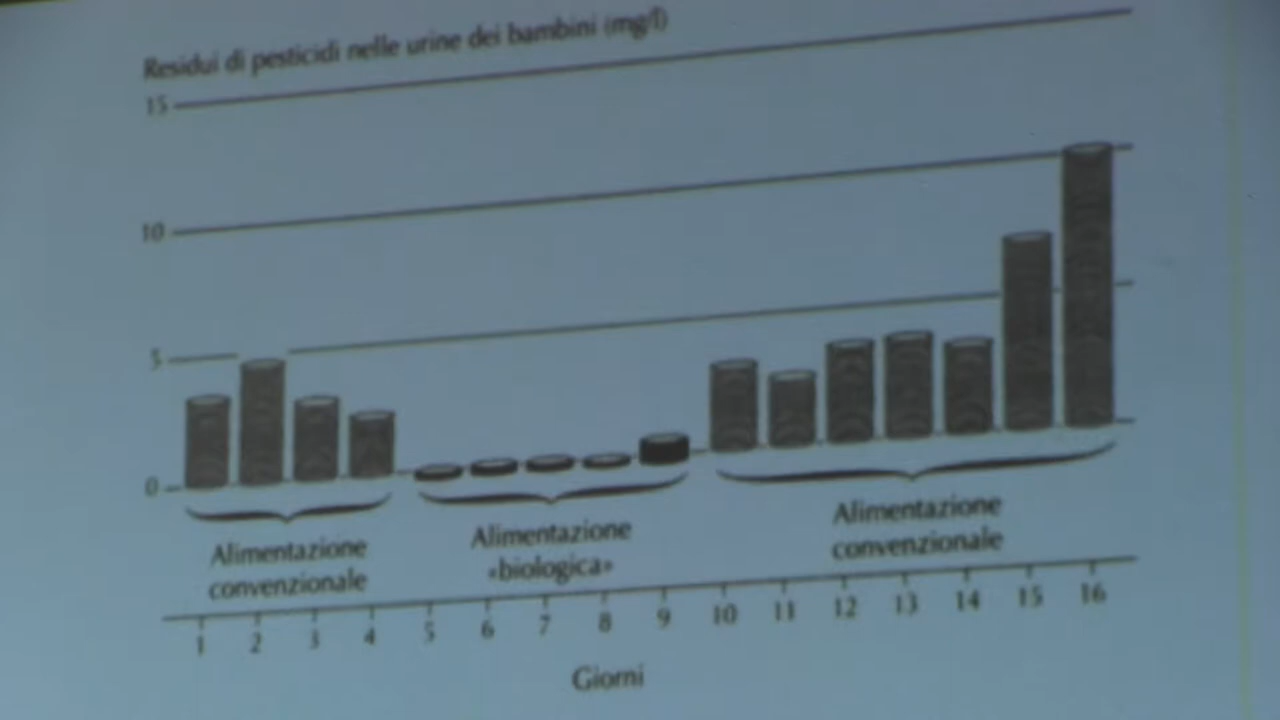 Residui di pesticidi nelle urine dei bambini (mg/l)
15
10
5
0
Alimentazione
convenzionale
Alimentazione
«biologica»
Alimentazione
convenzionale
1 2 3 4 5 6 7 8 9 10 11 12 13 14 15 16
Giorni